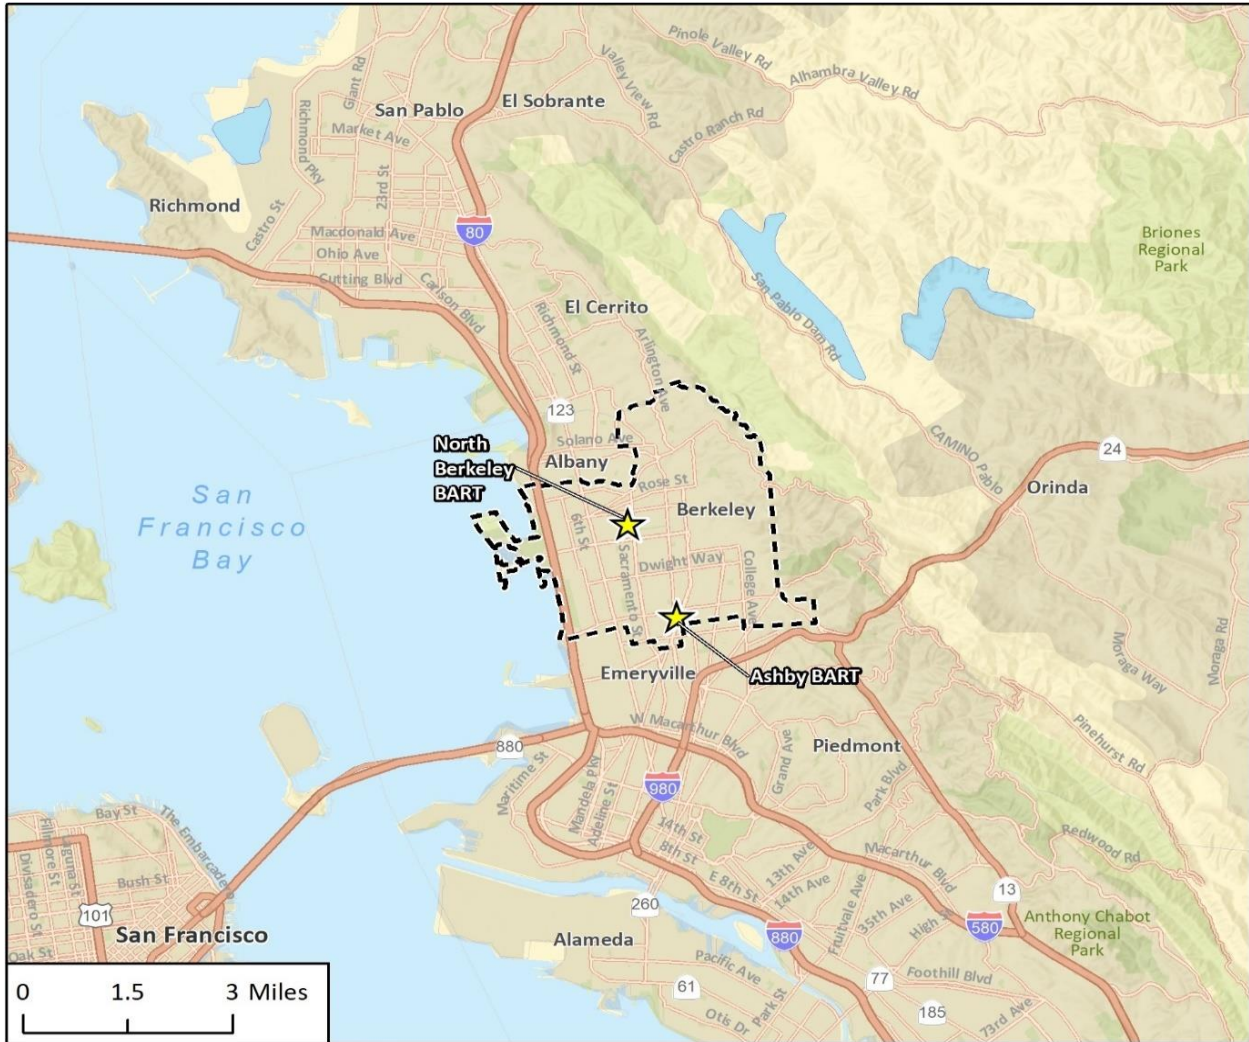 Pinole Valley Rd
Alhambra Valley Rd
Valley View Rd
Giant Rd
San Pablo
El Sobrante
Richmond Pky
Market Ave
Castro Ranch Rd
23rd St
Richmond
Castro St
80
Macdonald Ave
Ohio Ave
Cutting Blvd
Carlson Blvd
Briones
Regional
Park
San Pablo Dam Rd
El Cerrito
Richmond St
Arlington Ave
123
Solano Ave
North
Berkeley
BART
Albany
CAMINO Pablo
24
Orinda
Rose St
Berkeley
San
Francisco
Bay
6th St
Sacramento St
Dwight Way
College Ave
Emeryville
Ashby BART
Moraga Way
Moraga Rd
W Macarthur Blvd
Piedmont
Pinehurst Rd
880
Maritime St
Mandela Pky
Adeline St
980
Grand Ave
Park Blvd
Bay St
The Embarcadero
Fillmore St
Laguna St
Divisadero St
Bush St
14th St
8th St
E 8th St
13th Ave
14th Ave
Macarthur Blvd
Redwood Rd
Fruitvale Ave
35th Ave
High St
13
101
San Francisco
Oak St
260
Alameda
880
580
Anthony Chabot
Regional
Park
Pacific Ave
Park St
61
Otis Dr
77
Foothill Blvd
185
73rd Ave
0 1.5 3 Miles